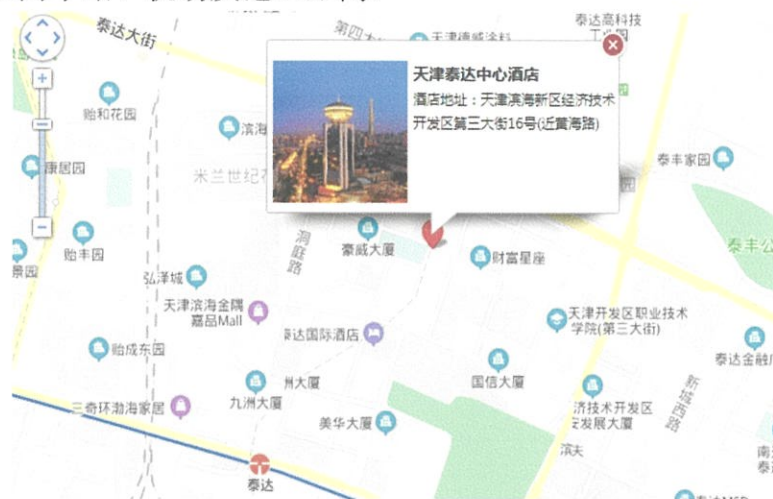 泰达大街
第四大
天津德威涂料
泰达高科技
天津泰达中心酒店
酒店地址：天津滨海新区经济技术
开发区第三大街16号(近黄海路)
贻和花园
滨海
康居园
米兰世纪花
泰丰家园
园
贻丰园
景园
洞庭路
豪威大厦
财富星座
泰丰公
弘泽城
天津滨海金隅
嘉品Mall
泰达国际酒店
天津开发区职业技术
学院(第三大街)
泰达金融广
贻成东园
国信大厦
三奇环渤海家居
九洲大厦
州大厦
美华大厦
济技术开发区
发展大厦
新城西路
滨夫
泰达